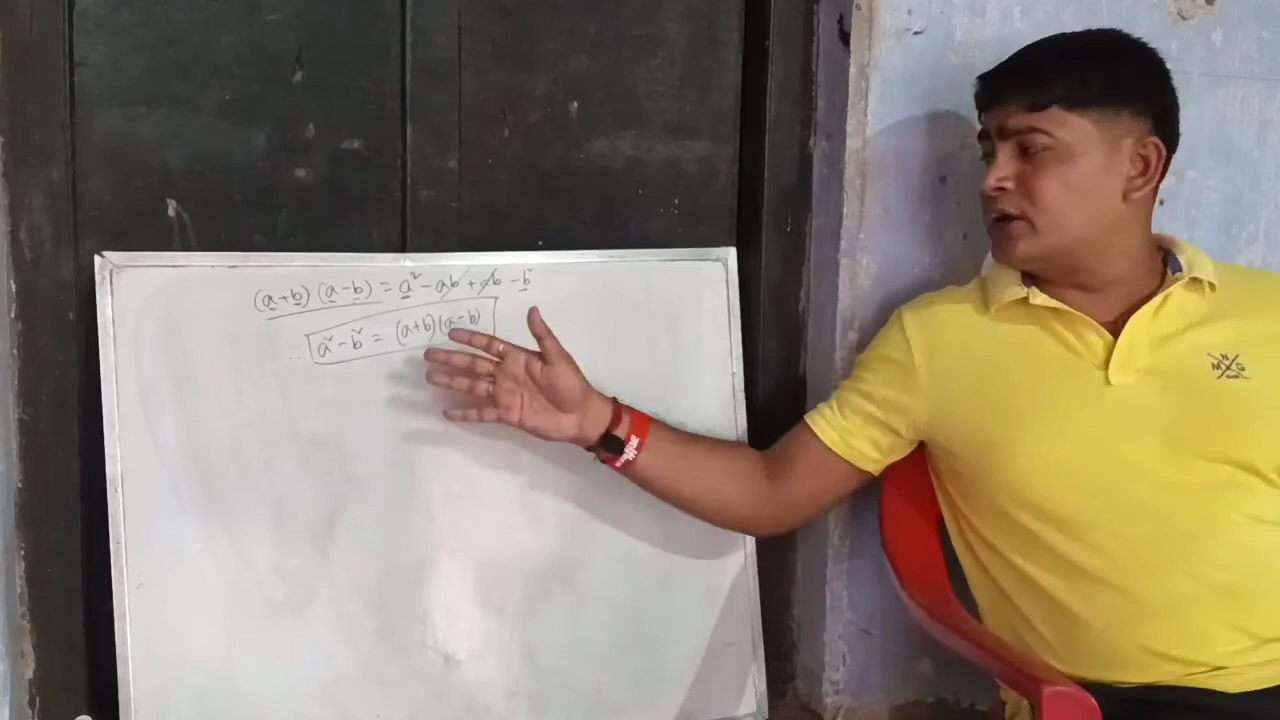 (a+b) (a-b) = a² - ab + ab - b²
a² - b² = (a+b)(a-b)
M N G